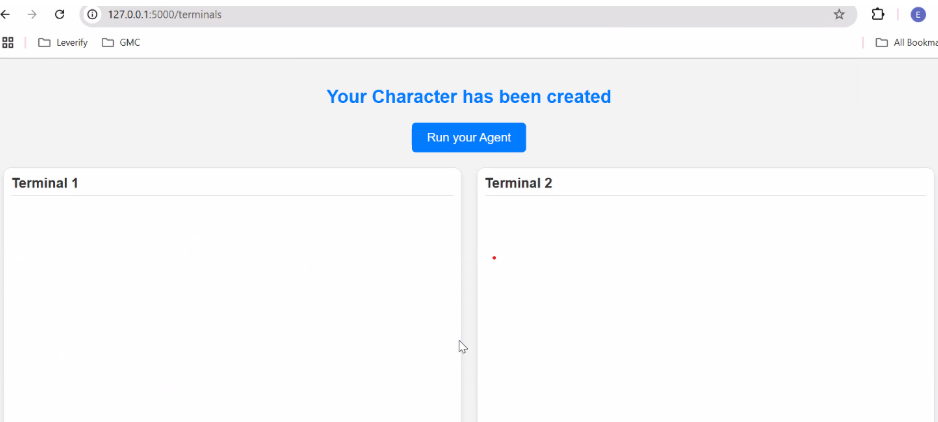 127.0.0.1:5000/terminals
E
Leverify GMC All Bookma
Your Character has been created
Run your Agent
Terminal 1 Terminal 2